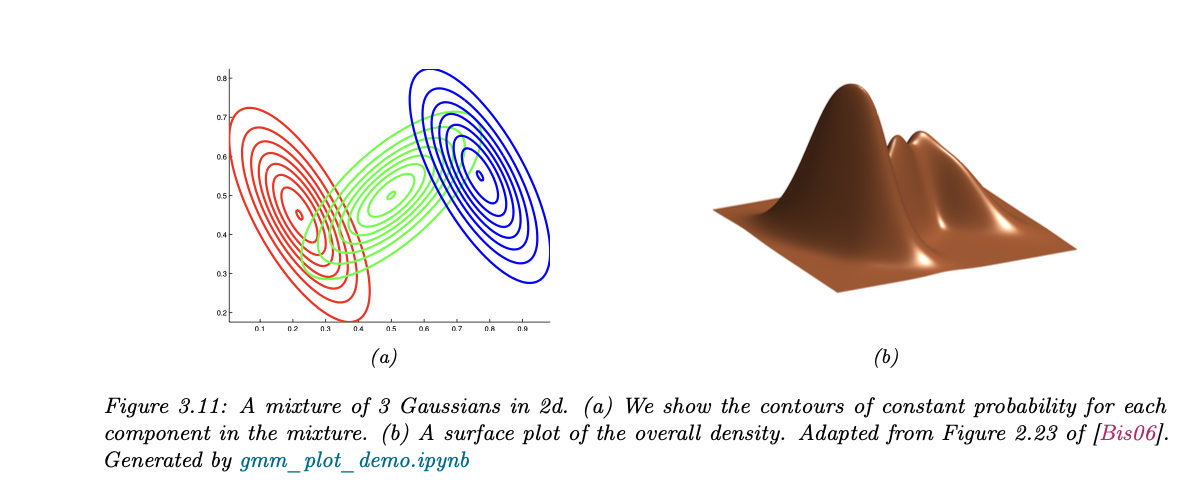 0.8
0.7
0.6
0.5
0.4
0.3
0.2
0.1 0.2 0.3 0.4 0.5 0.6 0.7 0.8 0.9
(a)
(b)
Figure 3.11: A mixture of 3 Gaussians in 2d. (a) We show the contours of constant probability for each
component in the mixture. (b) A surface plot of the overall density. Adapted from Figure 2.23 of [Bis06].
Generated by gmm_plot_demo.ipynb